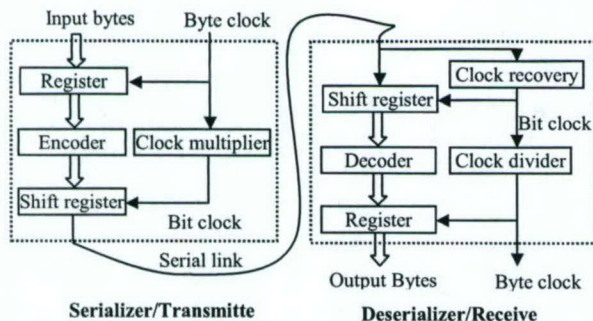 Input bytes
Byte clock
Register
Encoder
Clock multiplier
Shift register
Bit clock
Serial link
Serializer/Transmitte
Clock recovery
Shift register
Bit clock
Decoder
Clock divider
Register
Output Bytes
Byte clock
Deserializer/Receive